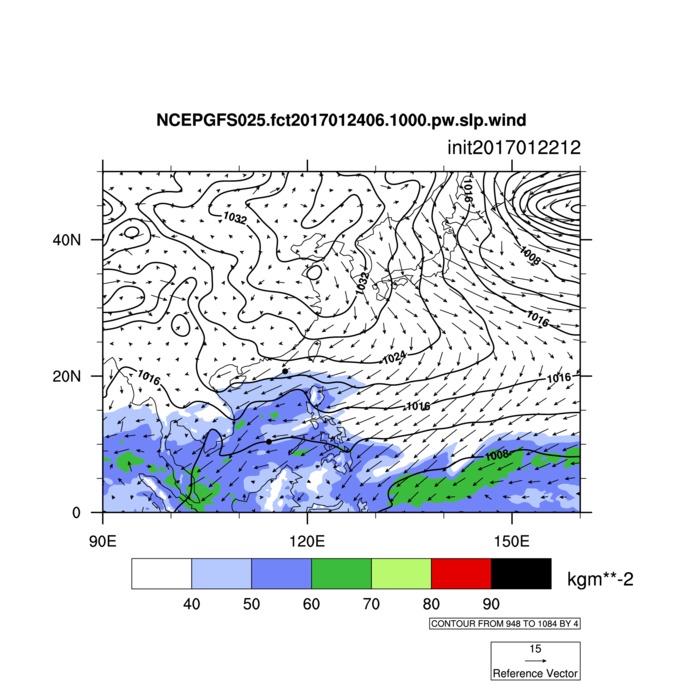 NCEPGFS025.fct2017012406.1000.pw.slp.wind
init2017012212
1016
1032
40N
1008
1032
1016
1024
20N
1016
1016
1016
1008
0
90E 120E 150E
kgm**-2
40 50 60 70 80 90
CONTOUR FROM 948 TO 1084 BY 4
15
Reference Vector